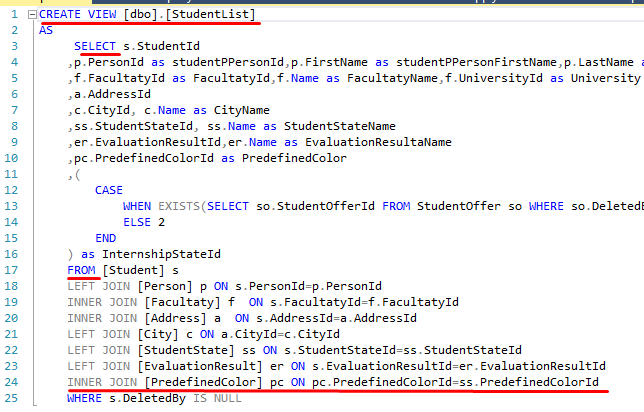 1 CREATE VIEW [dbo].[StudentList]
2 AS
3 SELECT s.StudentId
4 ,p.PersonId as studentPPersonId,p.FirstName as studentPPersonFirstName,p.LastName
5 ,f.FacultatyId as FacultatyId,f.Name as FacultatyName,f.UniversityId as University
6 ,a.AddressId
7 ,c.CityId, c.Name as CityName
8 ,ss.StudentStateId, ss.Name as StudentStateName
9 ,er.EvaluationResultId,er.Name as EvaluationResultaName
10 ,pc.PredefinedColorId as PredefinedColor
11 ,(
12 CASE
13 WHEN EXISTS(SELECT so.StudentOfferId FROM StudentOffer so WHERE so.DeletedB
14 ELSE 2
15 END
16 ) as InternshipStateId
17 FROM [Student] s
18 LEFT JOIN [Person] p ON s.PersonId=p.PersonId
19 INNER JOIN [Facultaty] f ON s.FacultatyId=f.FacultatyId
20 INNER JOIN [Address] a ON s.AddressId=a.AddressId
21 LEFT JOIN [City] c ON a.CityId=c.CityId
22 LEFT JOIN [StudentState] ss ON s.StudentStateId=ss.StudentStateId
23 LEFT JOIN [EvaluationResult] er ON s.EvaluationResultId=er.EvaluationResultId
24 INNER JOIN [PredefinedColor] pc ON pc.PredefinedColorId=ss.PredefinedColorId
25 WHERE s.DeletedBy IS NULL